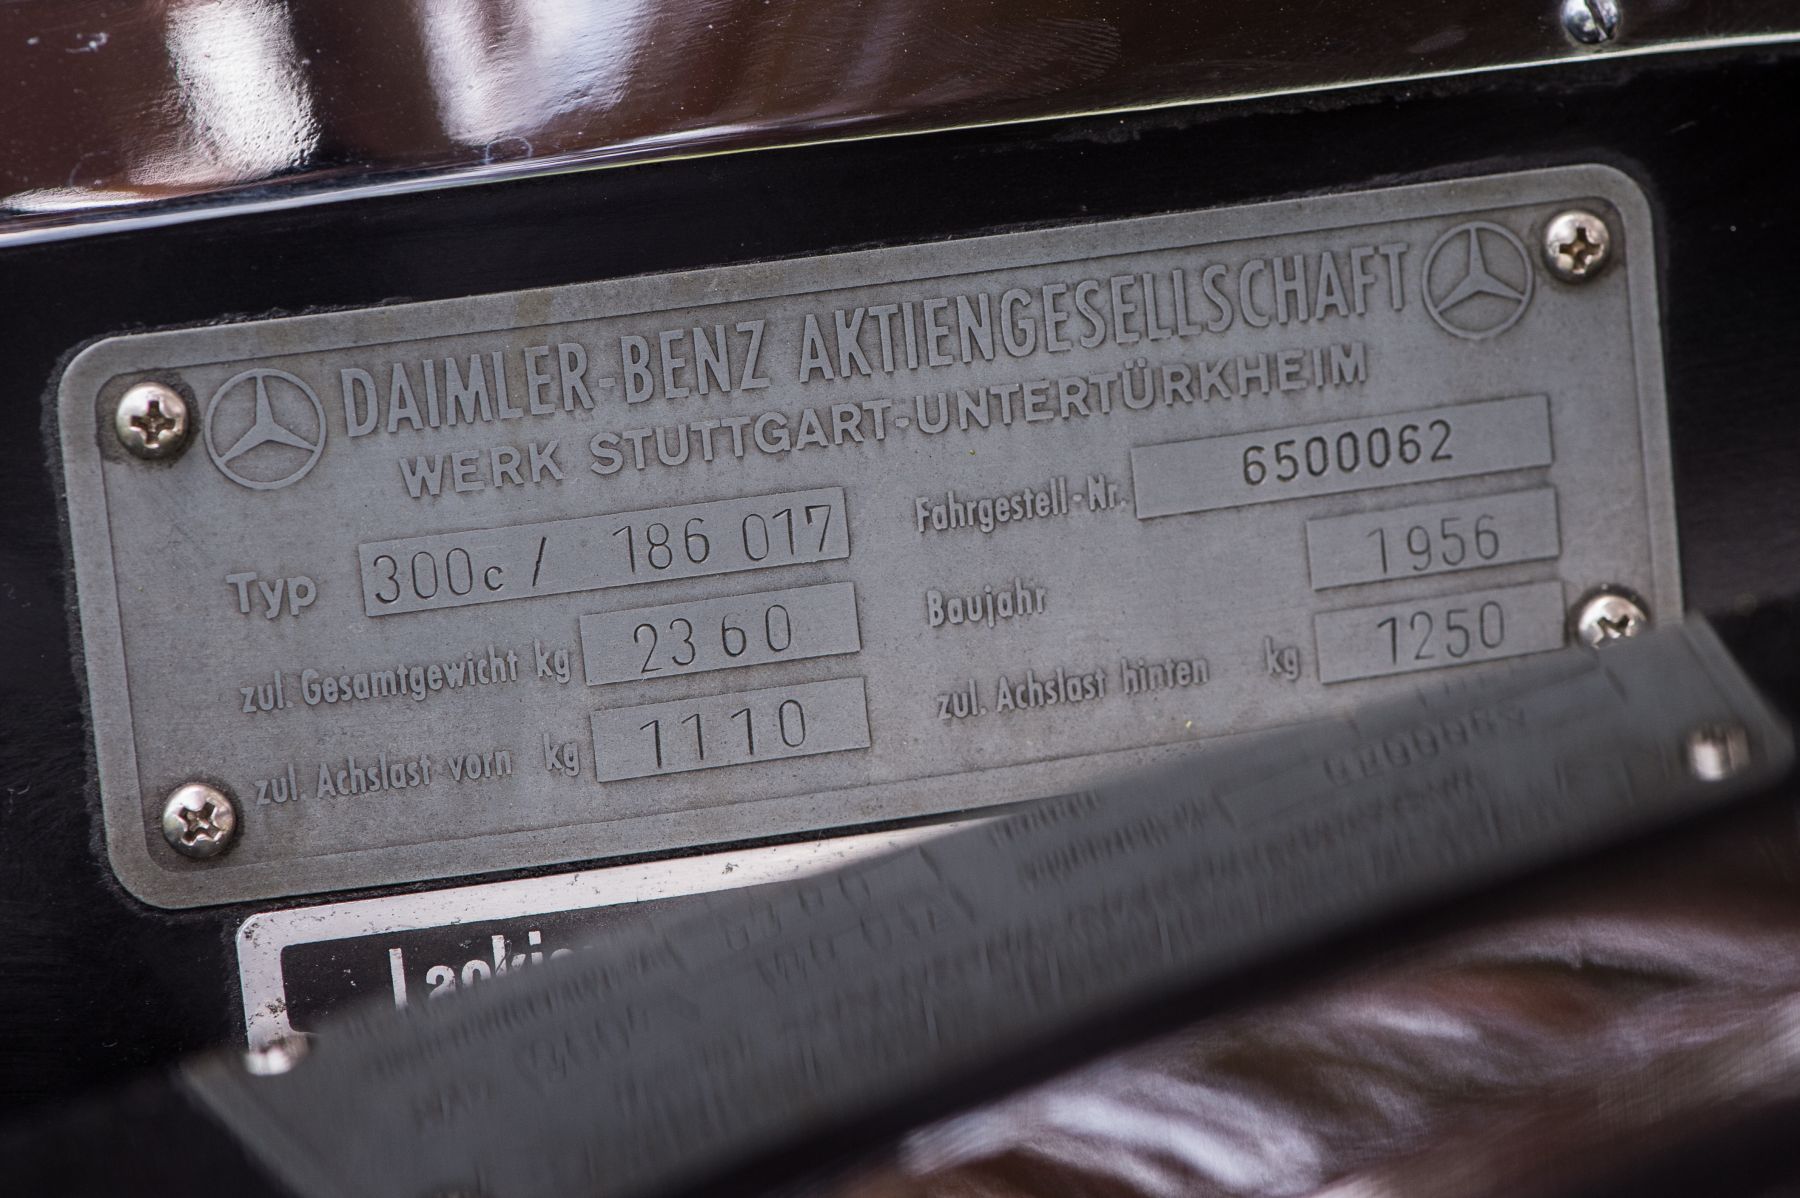 DAIMLER-BENZ AKTIENGESELLSCHAFT
WERK STUTTGART-UNTERTÜRKHEIM
Typ 300c / 186 017 Fahrgestell-Nr. 6500062
Baujahr 1956
zul. Gesamtgewicht kg 2360
zul. Achslast hinten kg 1250
zul Achslast vorn kg 1110